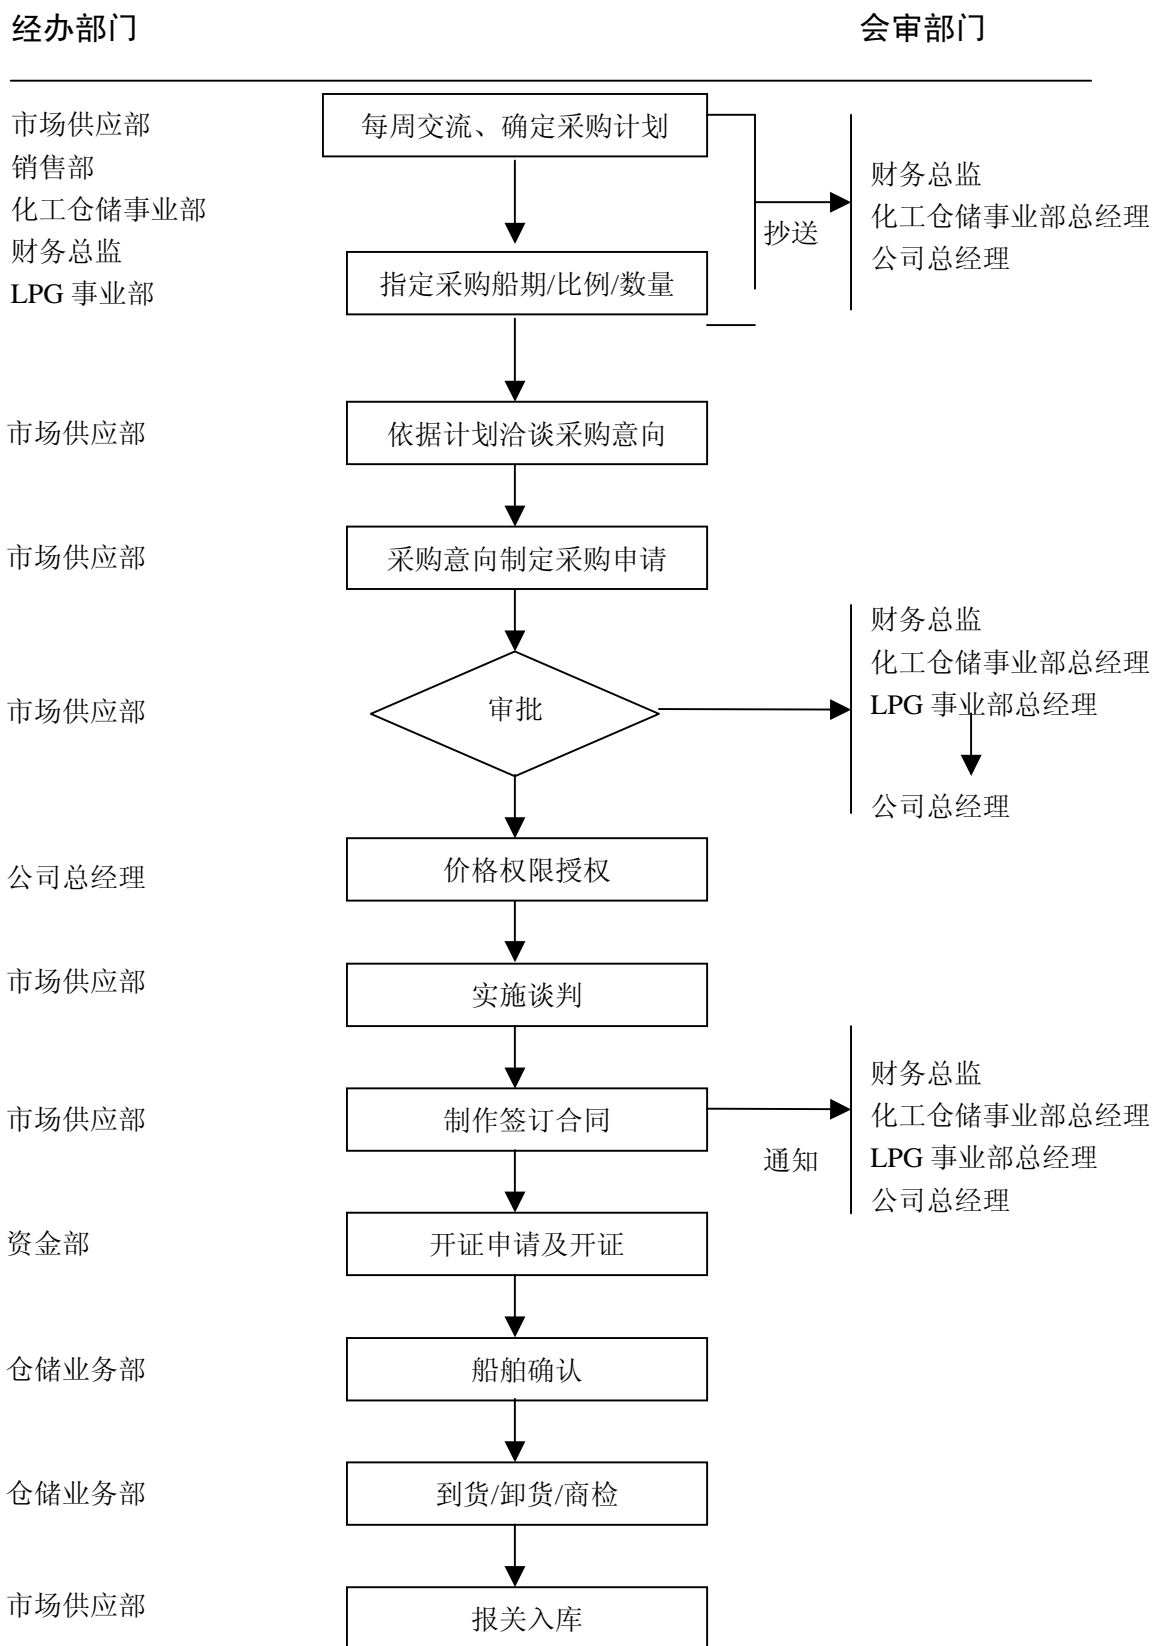 经办部门
会审部门
市场供应部
销售部
化工仓储事业部
财务总监
LPG 事业部
每周交流、确定采购计划
指定采购船期/比例/数量
抄送
财务总监
化工仓储事业部总经理
公司总经理
市场供应部
依据计划洽谈采购意向
市场供应部
采购意向制定采购申请
市场供应部
审批
财务总监
化工仓储事业部总经理
LPG 事业部总经理
公司总经理
公司总经理
价格权限授权
市场供应部
实施谈判
市场供应部
制作签订合同
通知
财务总监
化工仓储事业部总经理
LPG 事业部总经理
公司总经理
资金部
开证申请及开证
仓储业务部
船舶确认
仓储业务部
到货/卸货/商检
市场供应部
报关入库